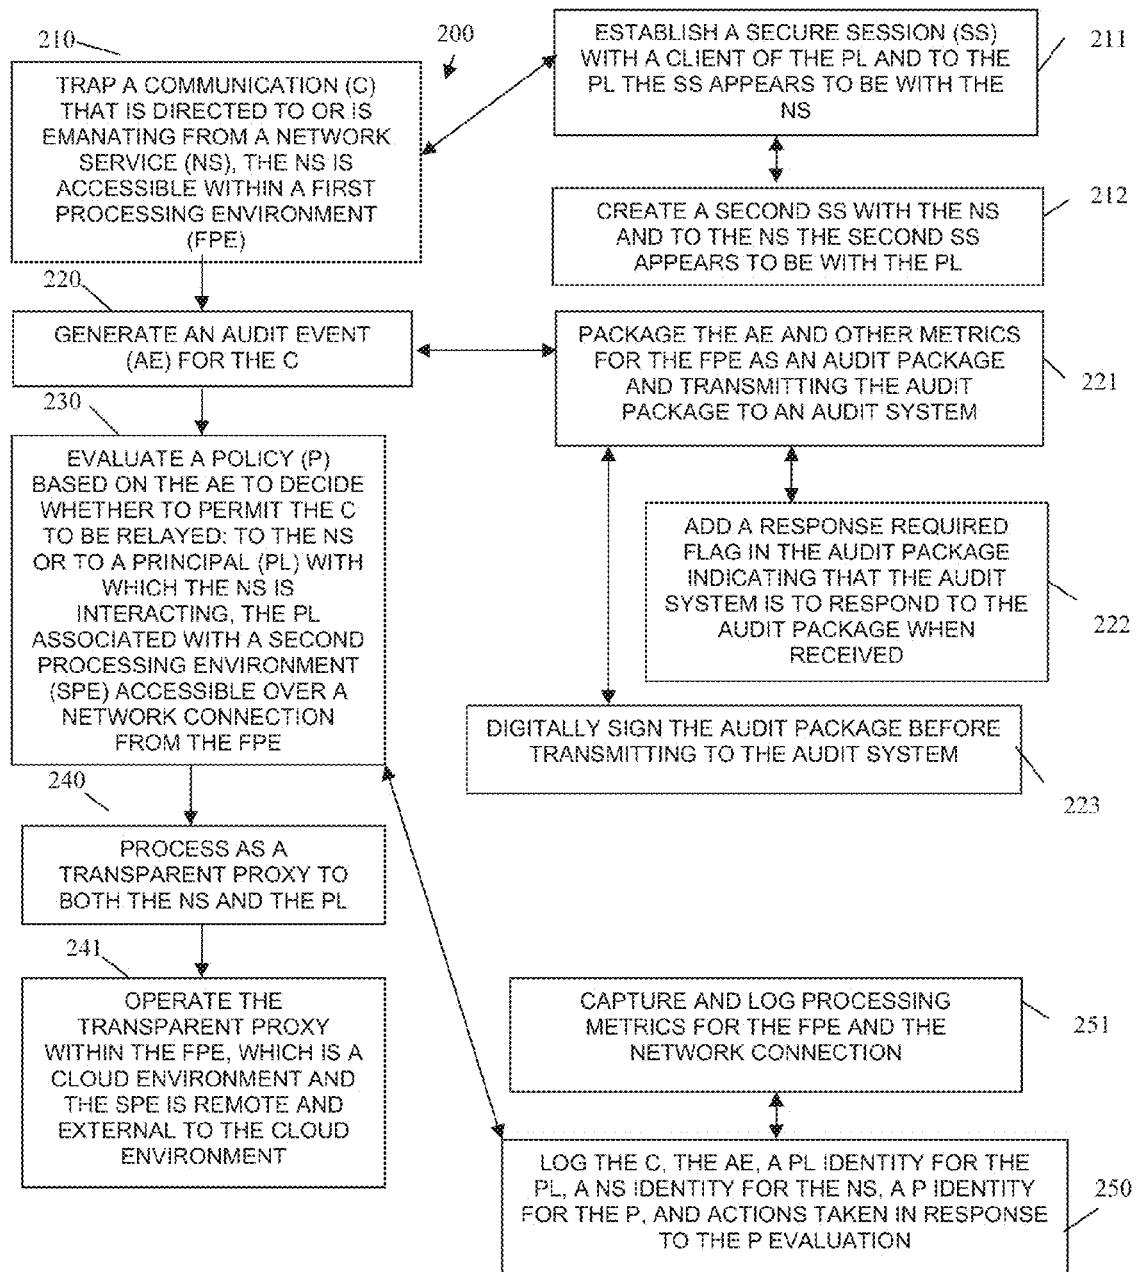 210
200
TRAP A COMMUNICATION (C)
THAT IS DIRECTED TO OR IS
EMANATING FROM A NETWORK
SERVICE (NS), THE NS IS
ACCESSIBLE WITHIN A FIRST
PROCESSING ENVIRONMENT
(FPE)
ESTABLISH A SECURE SESSION (SS)
WITH A CLIENT OF THE PL AND TO THE
PL THE SS APPEARS TO BE WITH THE
NS
211
CREATE A SECOND SS WITH THE NS
AND TO THE NS THE SECOND SS
APPEARS TO BE WITH THE PL
212
220
GENERATE AN AUDIT EVENT
(AE) FOR THE C
PACKAGE THE AE AND OTHER METRICS
FOR THE FPE AS AN AUDIT PACKAGE
AND TRANSMITTING THE AUDIT
PACKAGE TO AN AUDIT SYSTEM
221
230
EVALUATE A POLICY (P)
BASED ON THE AE TO DECIDE
WHETHER TO PERMIT THE C
TO BE RELAYED: TO THE NS
OR TO A PRINCIPAL (PL) WITH
WHICH THE NS IS
INTERACTING, THE PL
ASSOCIATED WITH A SECOND
PROCESSING ENVIRONMENT
(SPE) ACCESSIBLE OVER A
NETWORK CONNECTION
FROM THE FPE
ADD A RESPONSE REQUIRED
FLAG IN THE AUDIT PACKAGE
INDICATING THAT THE AUDIT
SYSTEM IS TO RESPOND TO THE
AUDIT PACKAGE WHEN
RECEIVED
222
DIGITALLY SIGN THE AUDIT PACKAGE BEFORE
TRANSMITTING TO THE AUDIT SYSTEM
223
240
PROCESS AS A
TRANSPARENT PROXY TO
BOTH THE NS AND THE PL
241
OPERATE THE
TRANSPARENT PROXY
WITHIN THE FPE, WHICH IS A
CLOUD ENVIRONMENT AND
THE SPE IS REMOTE AND
EXTERNAL TO THE CLOUD
ENVIRONMENT
CAPTURE AND LOG PROCESSING
METRICS FOR THE FPE AND THE
NETWORK CONNECTION
251
LOG THE C, THE AE, A PL IDENTITY FOR THE
PL, A NS IDENTITY FOR THE NS, A P IDENTITY
FOR THE P, AND ACTIONS TAKEN IN RESPONSE
TO THE P EVALUATION
250